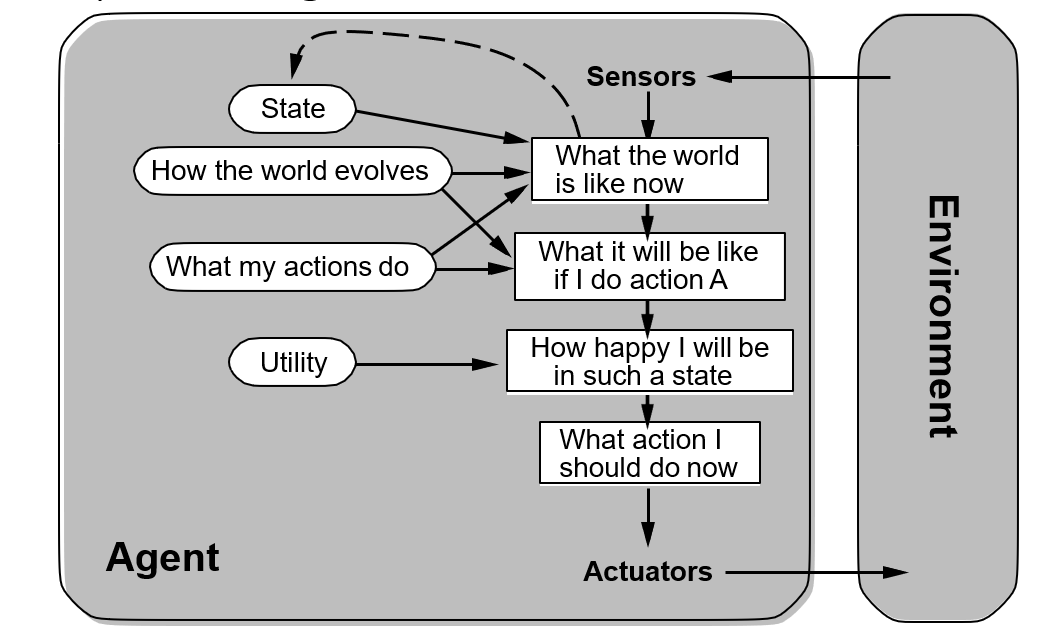 Sensors
State
What the world
is like now
How the world evolves
What it will be like
if I do action A
What my actions do
How happy I will be
in such a state
Utility
What action I
should do now
Environment
Agent
Actuators